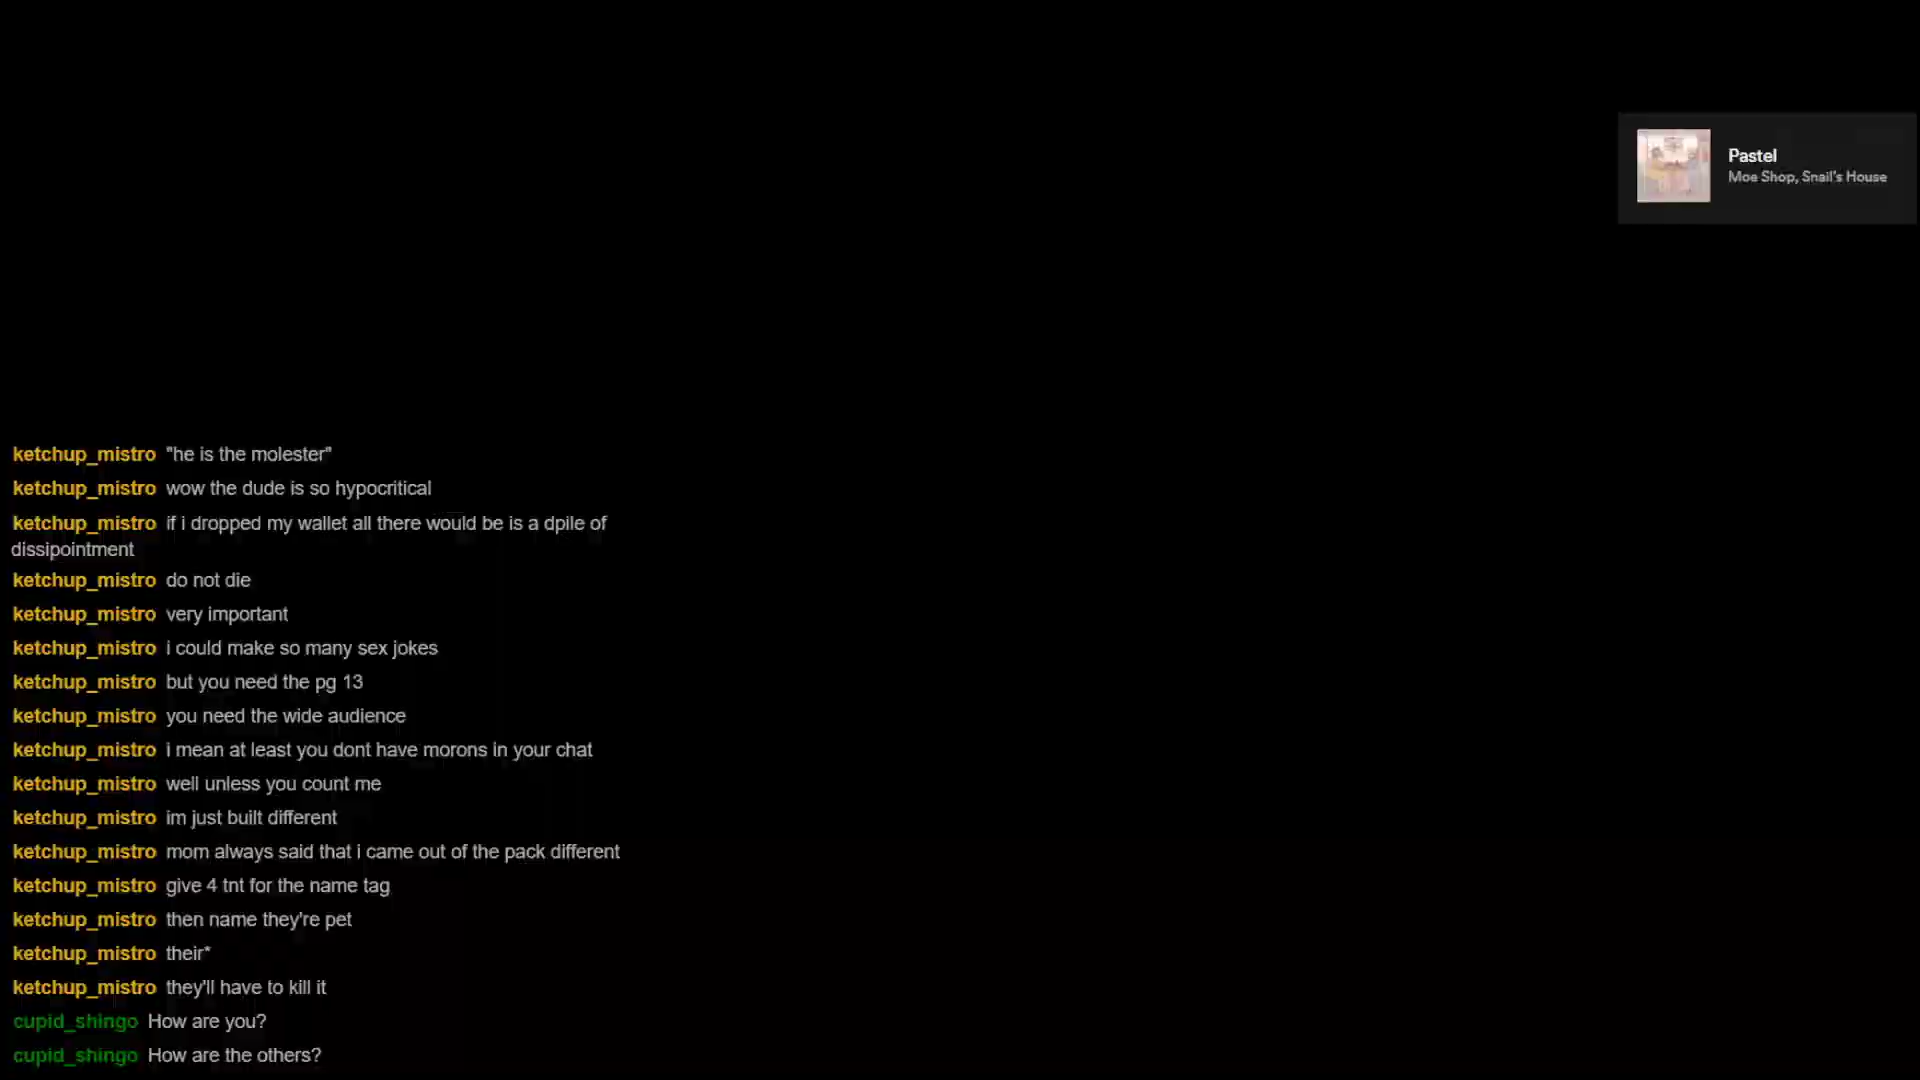 Pastel
Moe Shop, Snail's House
ketchup_mistro "he is the molester"
ketchup_mistro wow the dude is so hypocritical
ketchup_mistro if i dropped my wallet all there would be is a dpile of
dissipointment
ketchup_mistro do not die
ketchup_mistro very important
ketchup_mistro i could make so many sex jokes
ketchup_mistro but you need the pg 13
ketchup_mistro you need the wide audience
ketchup_mistro i mean at least you dont have morons in your chat
ketchup_mistro well unless you count me
ketchup_mistro im just built different
ketchup_mistro mom always said that i came out of the pack different
ketchup_mistro give 4 tnt for the name tag
ketchup_mistro then name they're pet
ketchup_mistro their*
ketchup_mistro they'll have to kill it
cupid_shingo How are you?
cupid_shingo How are the others?